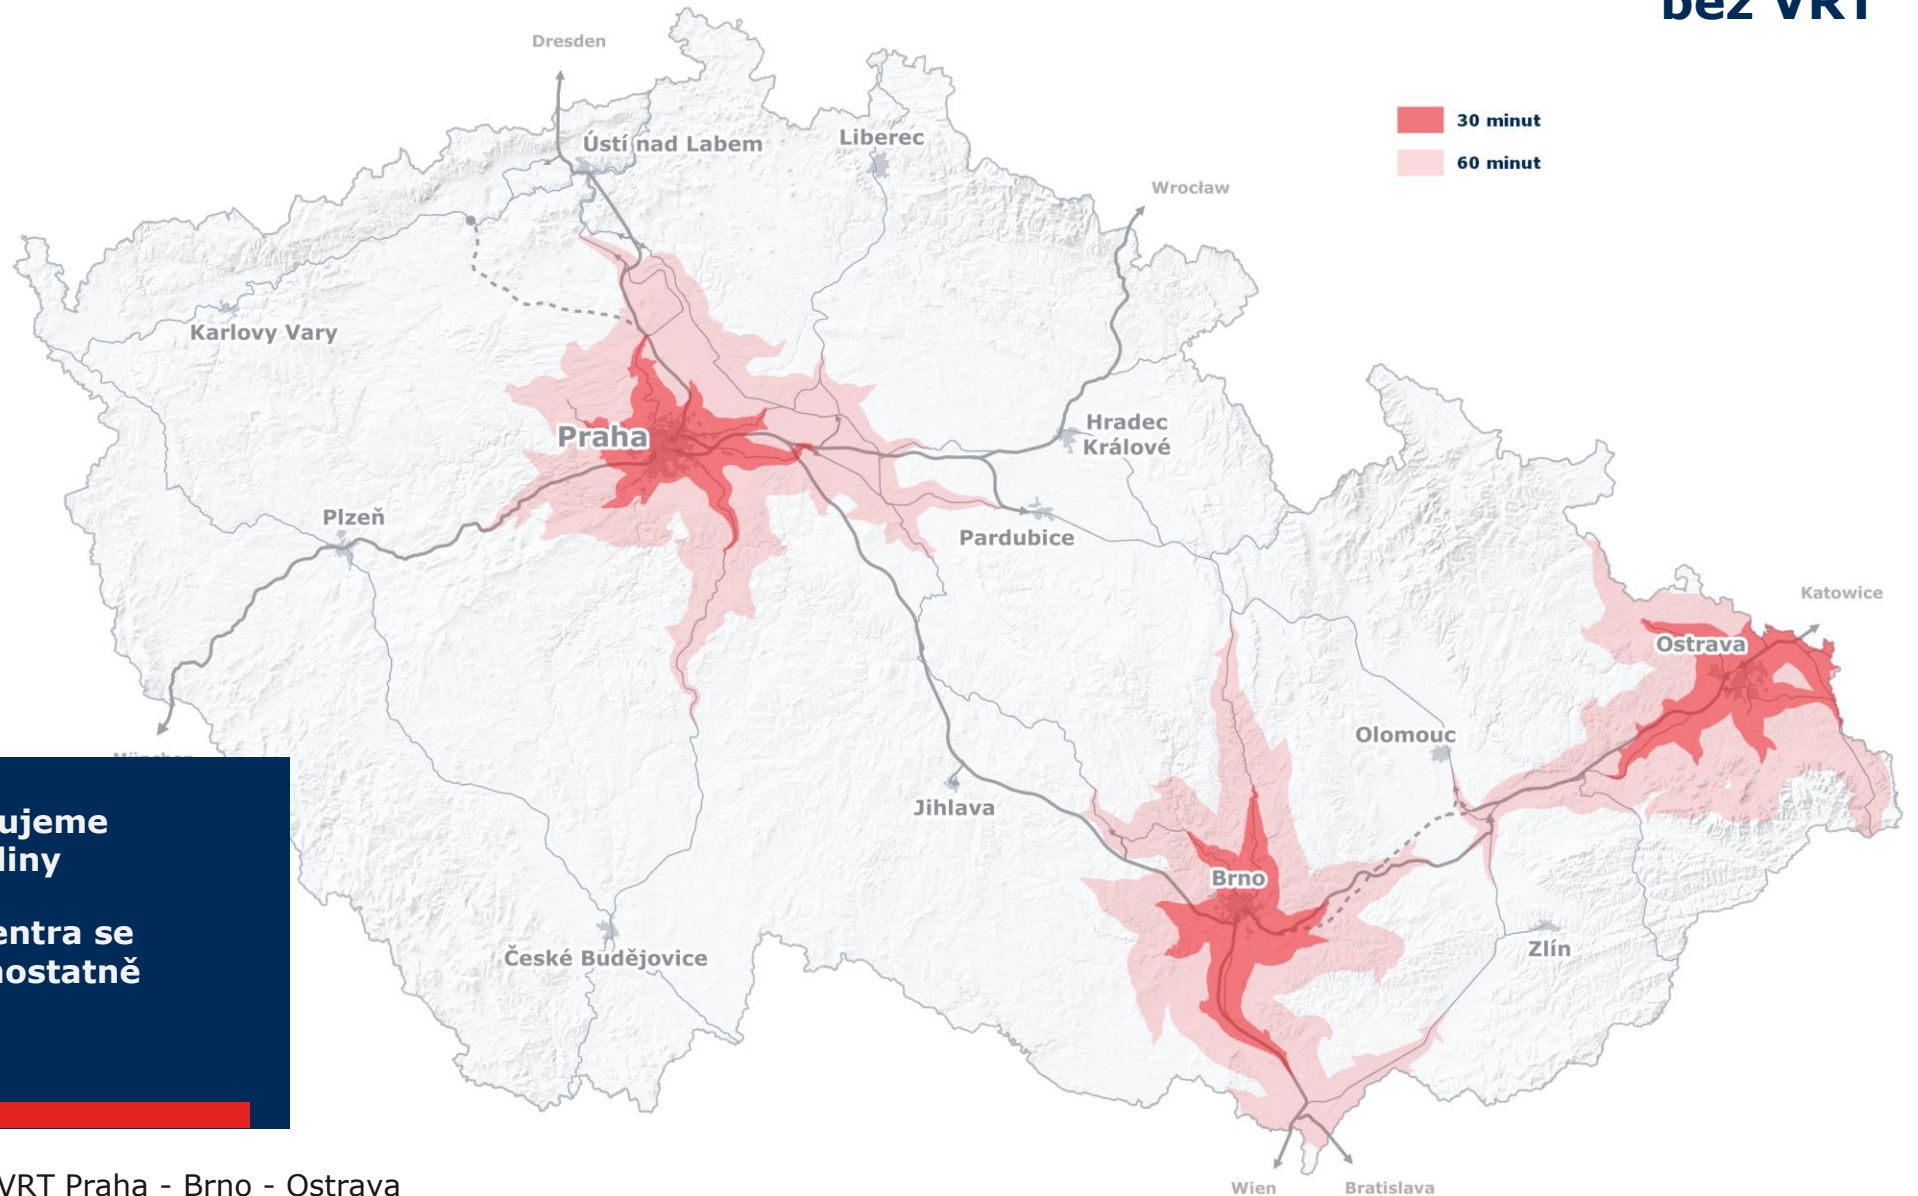 bez VRT
Dresden
Ústí nad Labem
Liberec
30 minut
60 minut
Wrocław
Karlovy Vary
Praha
Hradec
Králové
Plzeň
Pardubice
Katowice
Ostrava
Olomouc
Jihlava
Brno
Zlín
České Budějovice
ujeme
liny
entra se
nostatně
VRT Praha - Brno - Ostrava
Wien
Bratislava